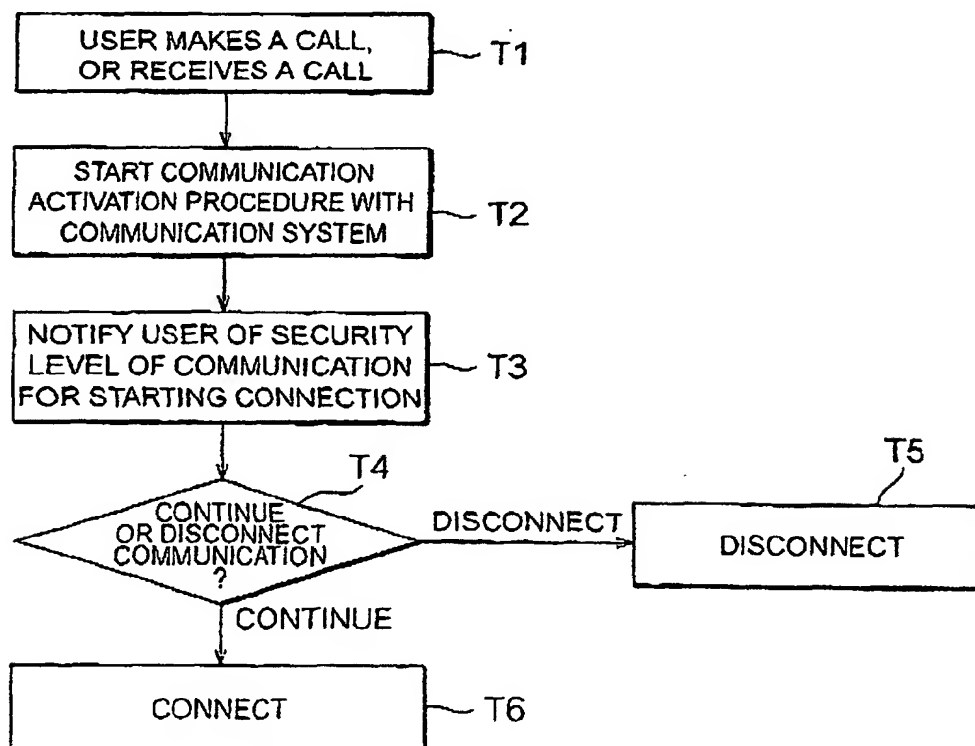 USER MAKES A CALL,
OR RECEIVES A CALL
T1
START COMMUNICATION
ACTIVATION PROCEDURE WITH
COMMUNICATION SYSTEM
T2
NOTIFY USER OF SECURITY
LEVEL OF COMMUNICATION
FOR STARTING CONNECTION
T3
T4
CONTINUE
OR DISCONNECT
COMMUNICATION
?
DISCONNECT
T5
DISCONNECT
CONTINUE
CONNECT
T6